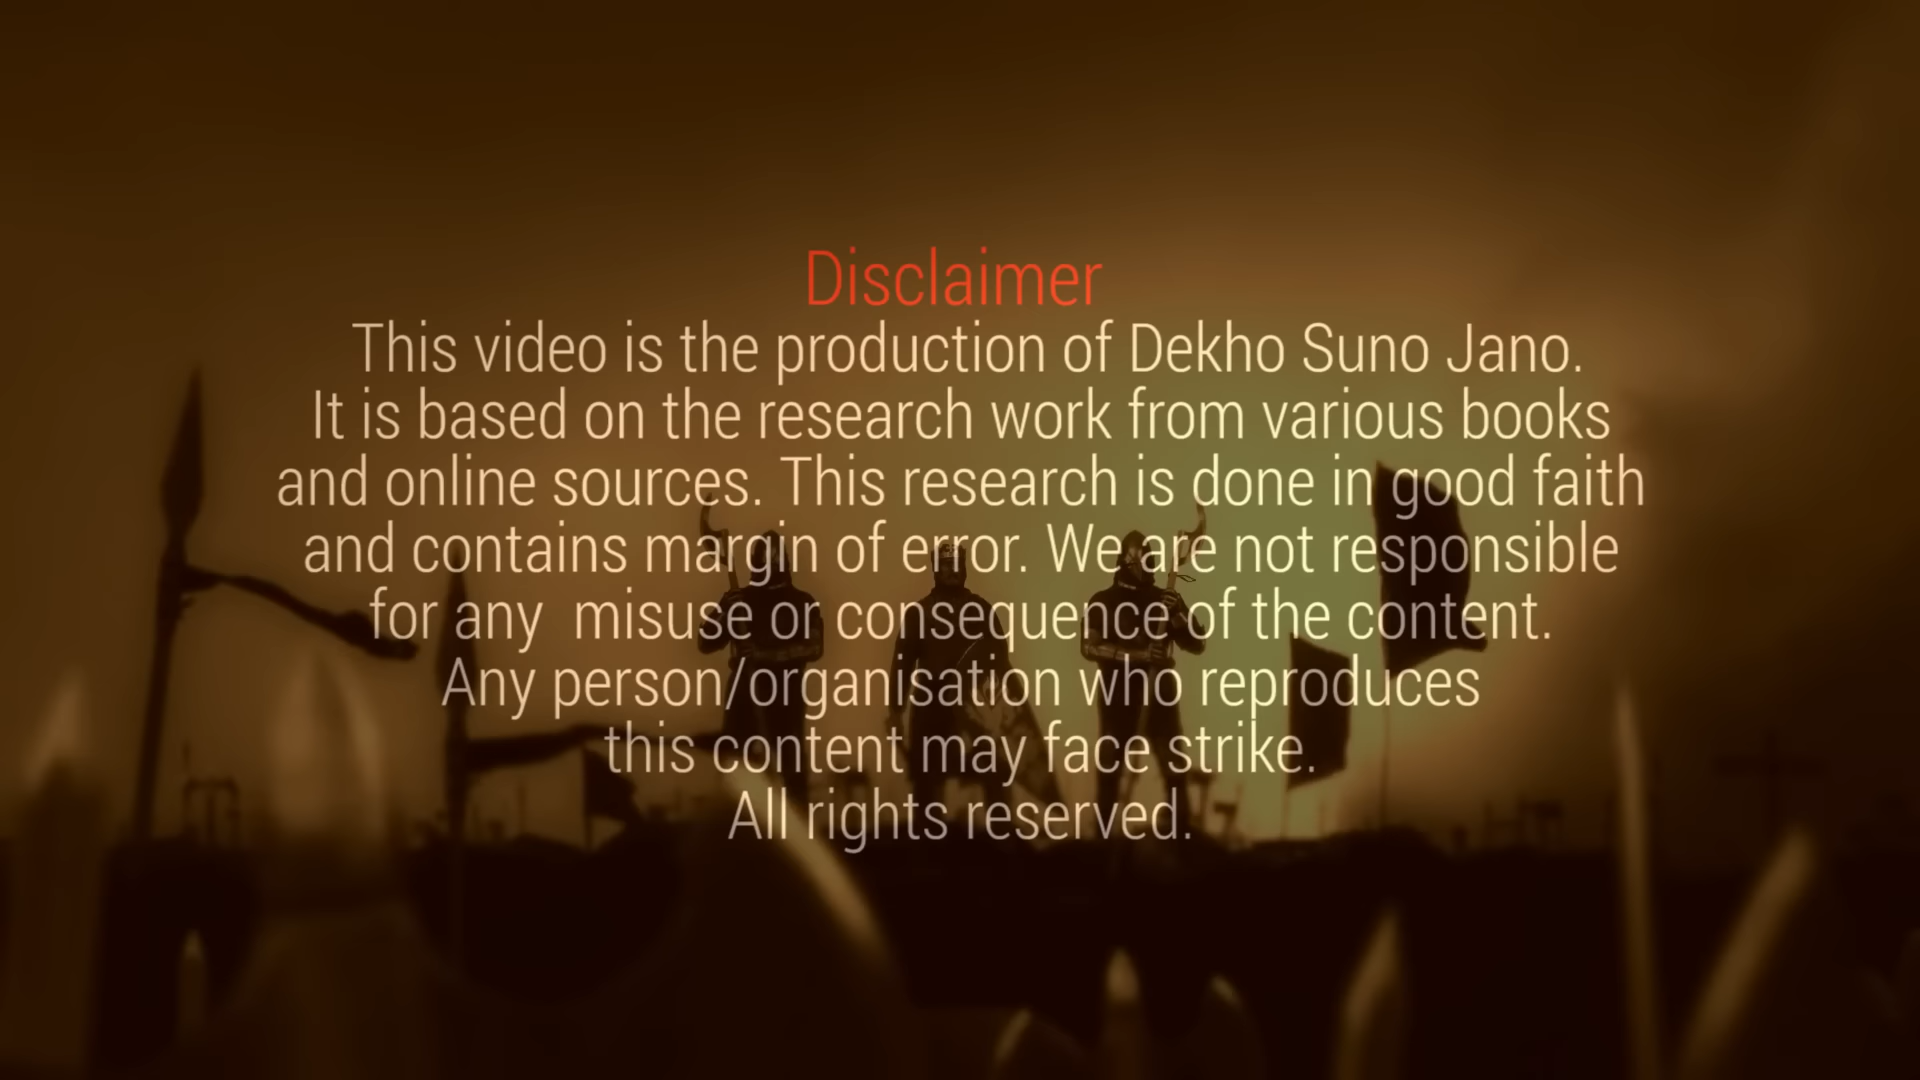 Disclaimer
This video is the production of Dekho Suno Jano.
It is based on the research work from various books
and online sources. This research is done in good faith
and contains margin of error. We are not responsible
for any  misuse or consequence of the content.
Any person/organisation who reproduces
this content may face strike.
All rights reserved.